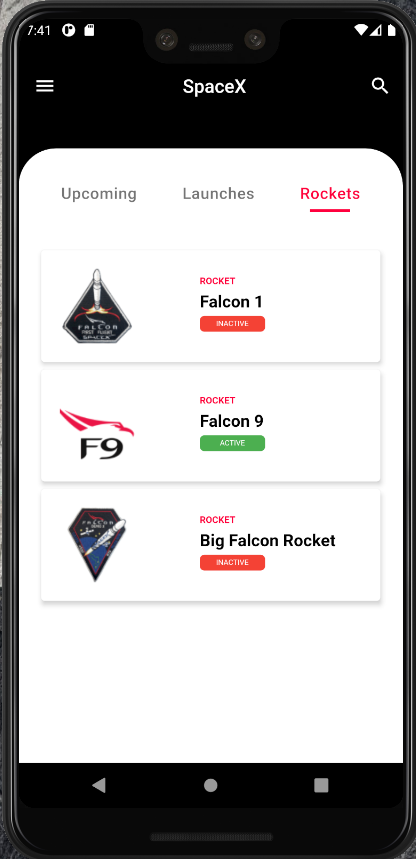 7:41
SpaceX
Upcoming Launches Rockets
FALCON
FIRST FLIGHT
SPACEX
ROCKET
Falcon 1
INACTIVE
F9
ROCKET
Falcon 9
ACTIVE
FALCON
ROCKET
Big Falcon Rocket
INACTIVE